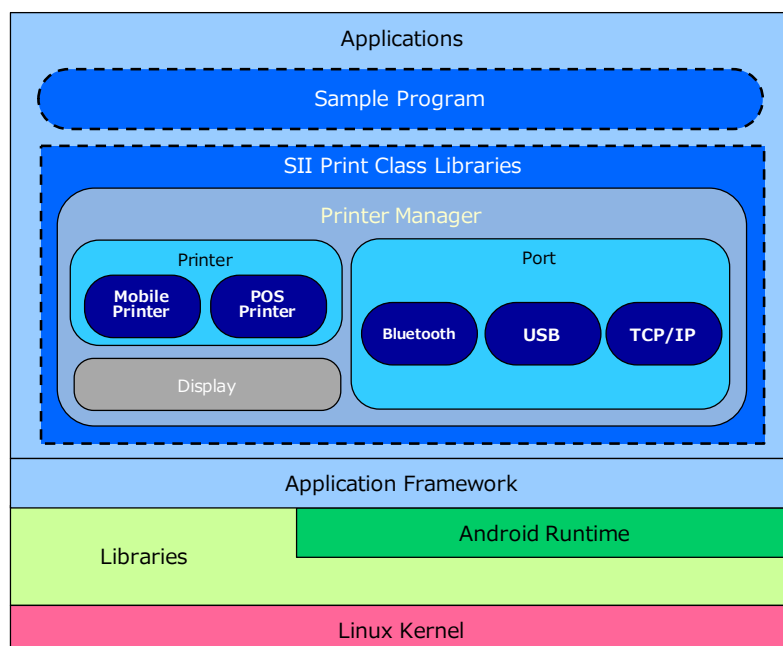 Applications
Sample Program
SII Print Class Libraries
Printer Manager
Printer
Mobile
Printer
POS
Printer
Display
Port
Bluetooth
USB
TCP/IP
Application Framework
Libraries
Android Runtime
Linux Kernel